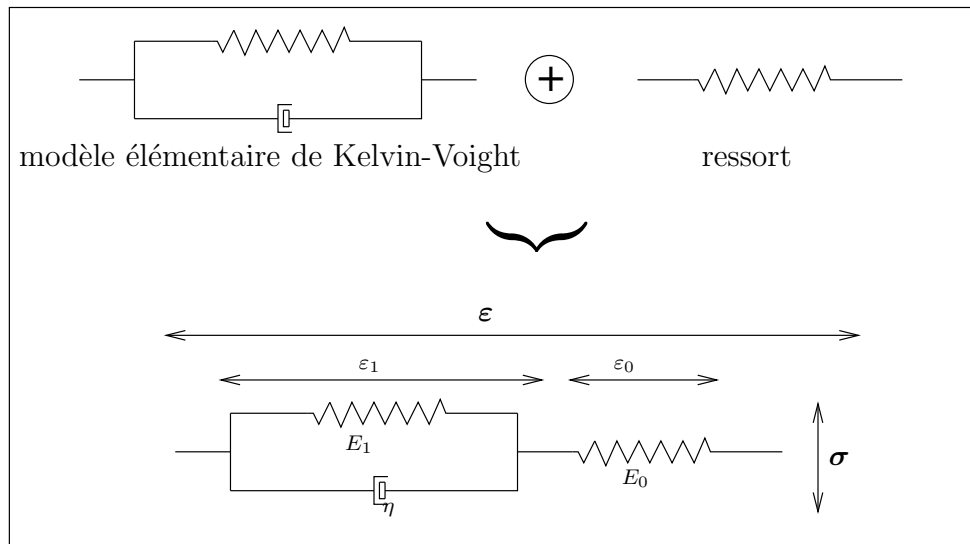 +
modèle élémentaire de Kelvin-Voight
ressort
ε
ε₁
ε₀
E₁
E₀
σ
η